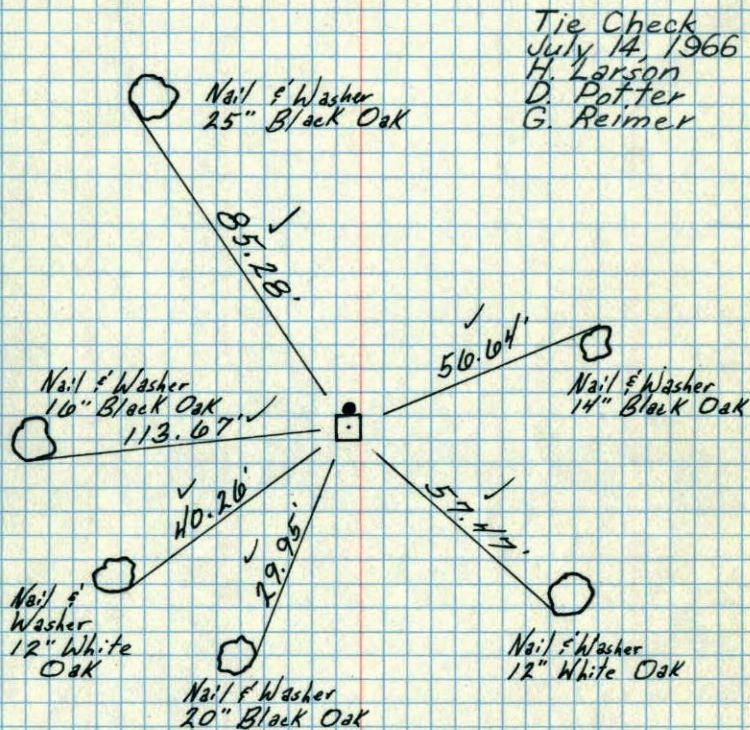 Tie Check
July 14, 1966
H. Larson
D. Potter
G. Reimer
Nail & Washer
25" Black Oak
85.28'
56.64'
Nail & Washer
14" Black Oak
Nail & Washer
16" Black Oak
113.67'
40.26'
29.95'
57.47'
Nail &
Washer
12" White
Oak
Nail & Washer
20" Black Oak
Nail & Washer
12" White Oak